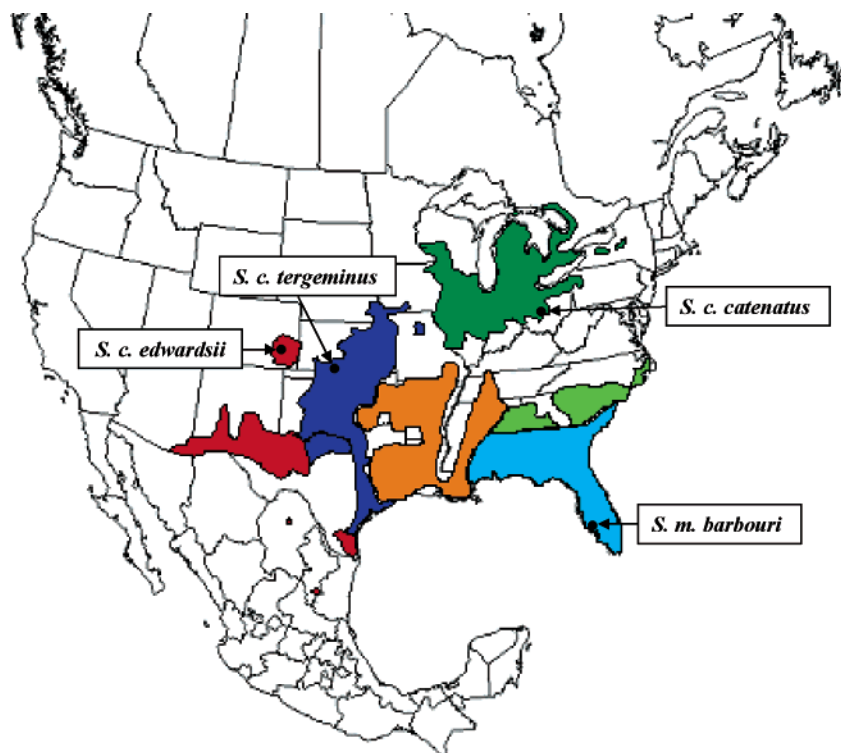 S. c. tergeminus
S. c. catenatus
S. c. edwardsii
S. m. barbouri